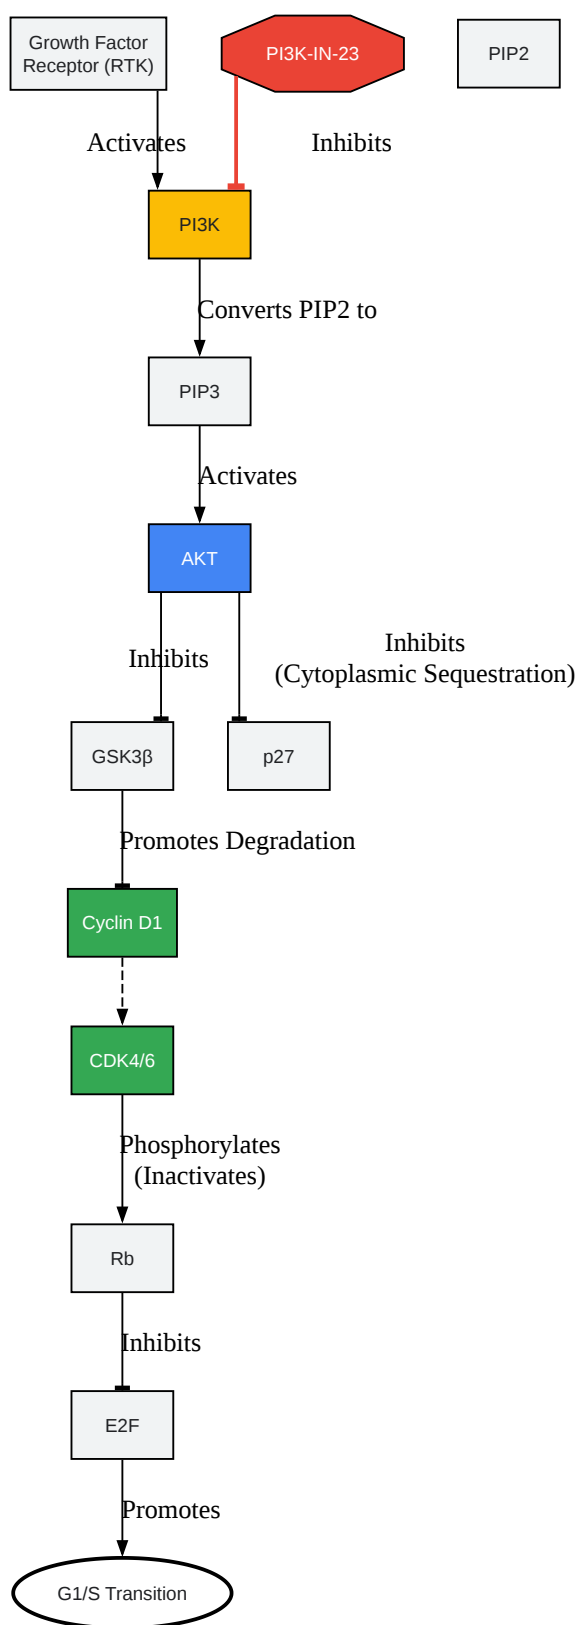 Growth Factor
Receptor (RTK)
PI3K-IN-23
PIP2
Activates
Inhibits
PI3K
Converts PIP2 to
PIP3
Activates
AKT
Inhibits
Inhibits
(Cytoplasmic Sequestration)
GSK3β
p27
Promotes Degradation
Cyclin D1
CDK4/6
Phosphorylates
(Inactivates)
Rb
Inhibits
E2F
Promotes
G1/S Transition